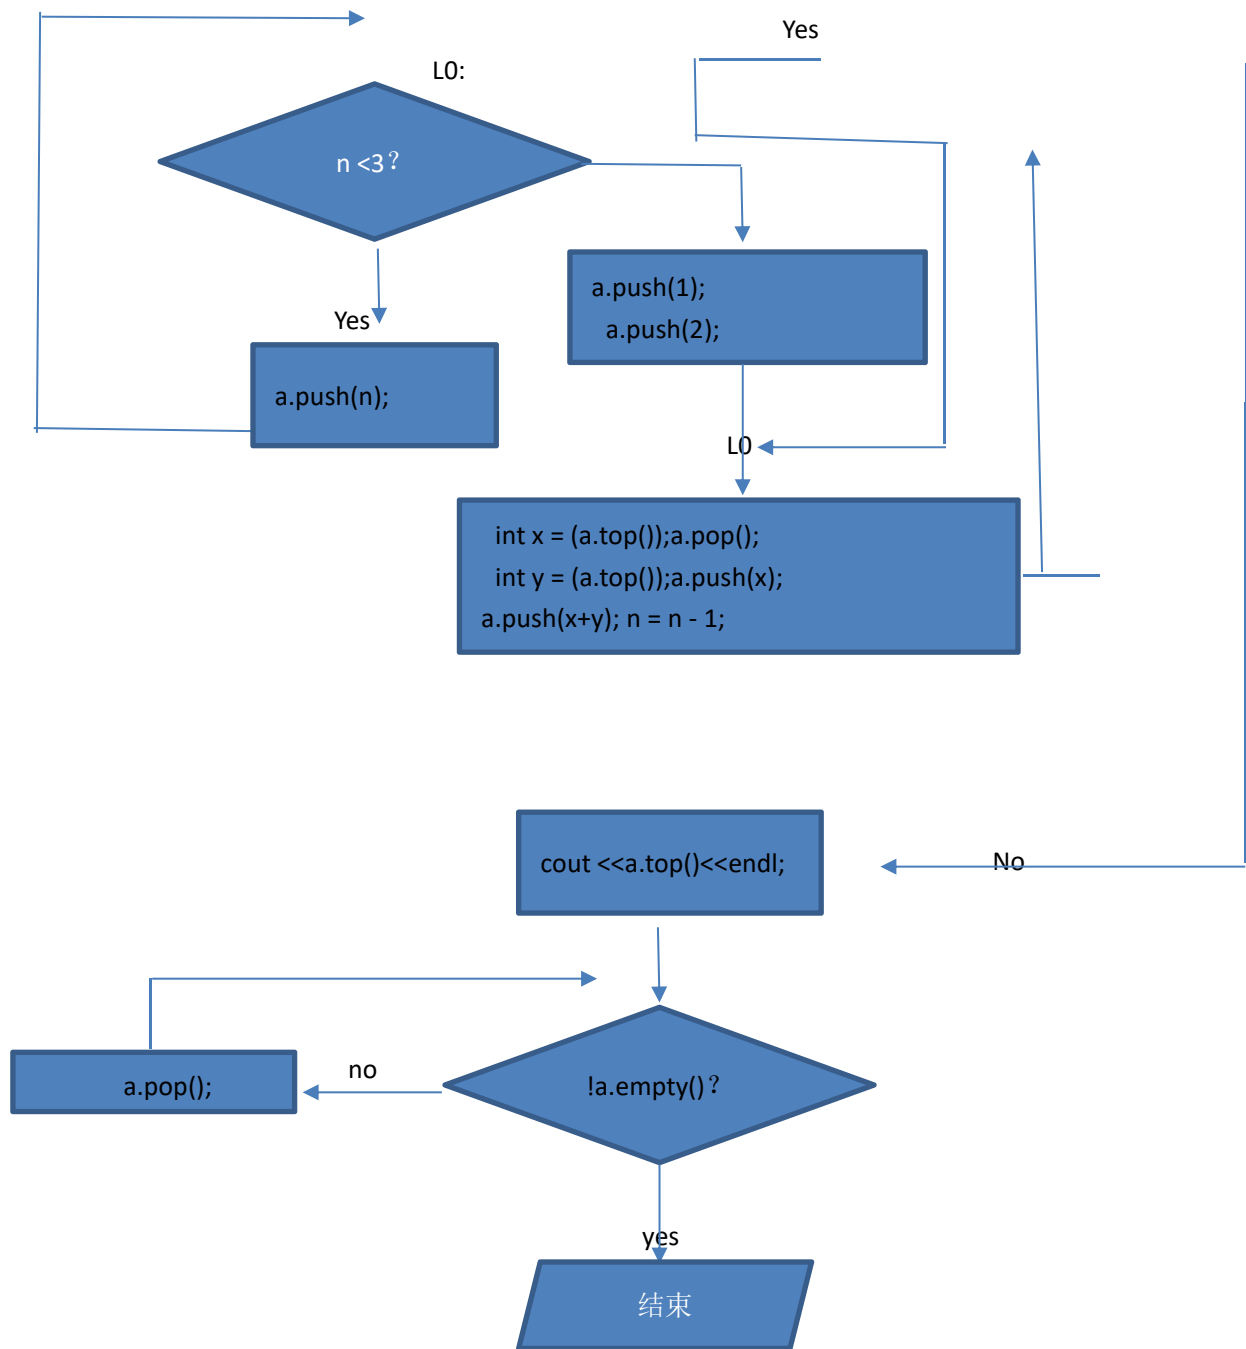 Yes
L0:
n <3？
a.push(1);
a.push(2);
Yes
a.push(n);
L0
int x = (a.top());a.pop();
int y = (a.top());a.push(x);
a.push(x+y); n = n - 1;
cout <<a.top()<<endl;
No
no
a.pop();
!a.empty()？
yes
结束